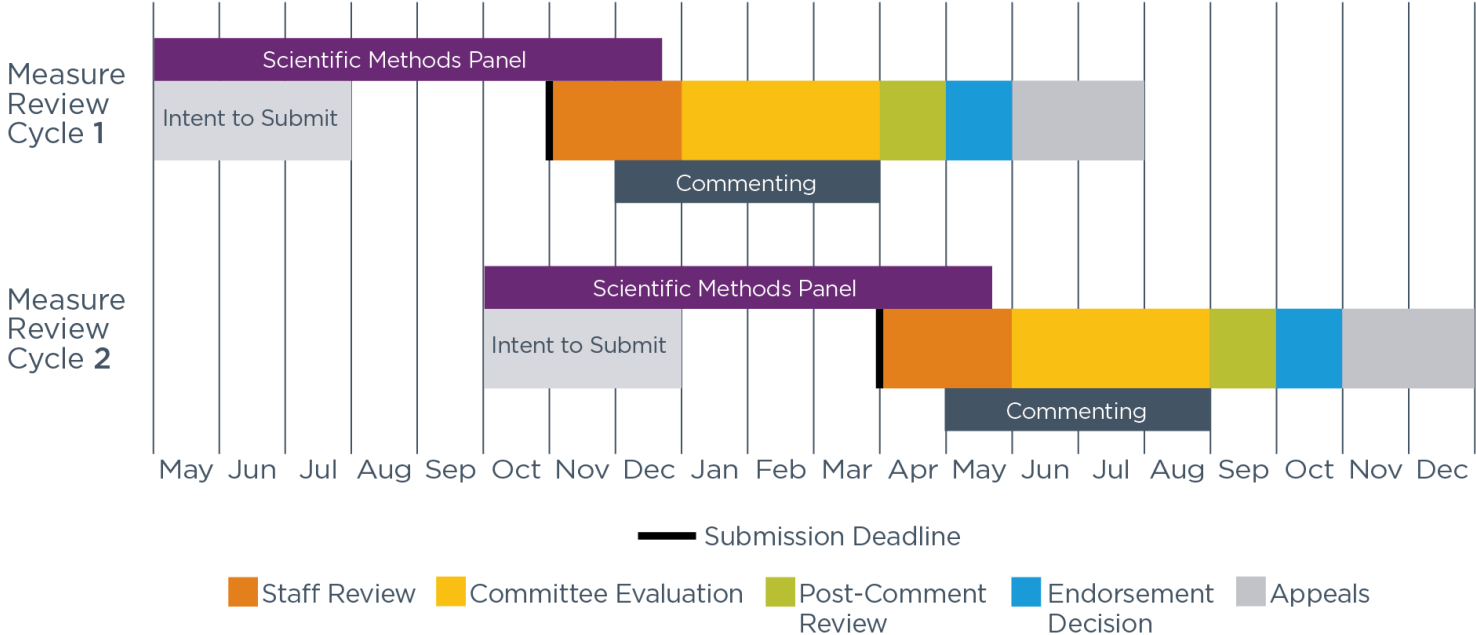 Scientific Methods Panel
Measure
Review
Cycle 1
Intent to Submit
Commenting
Scientific Methods Panel
Measure
Review
Cycle 2
Intent to Submit
Commenting
May Jun Jul Aug Sep Oct Nov Dec Jan Feb Mar Apr May Jun Jul Aug Sep Oct Nov Dec
Submission Deadline
Staff Review
Committee Evaluation
Post-Comment
Review
Endorsement
Decision
Appeals